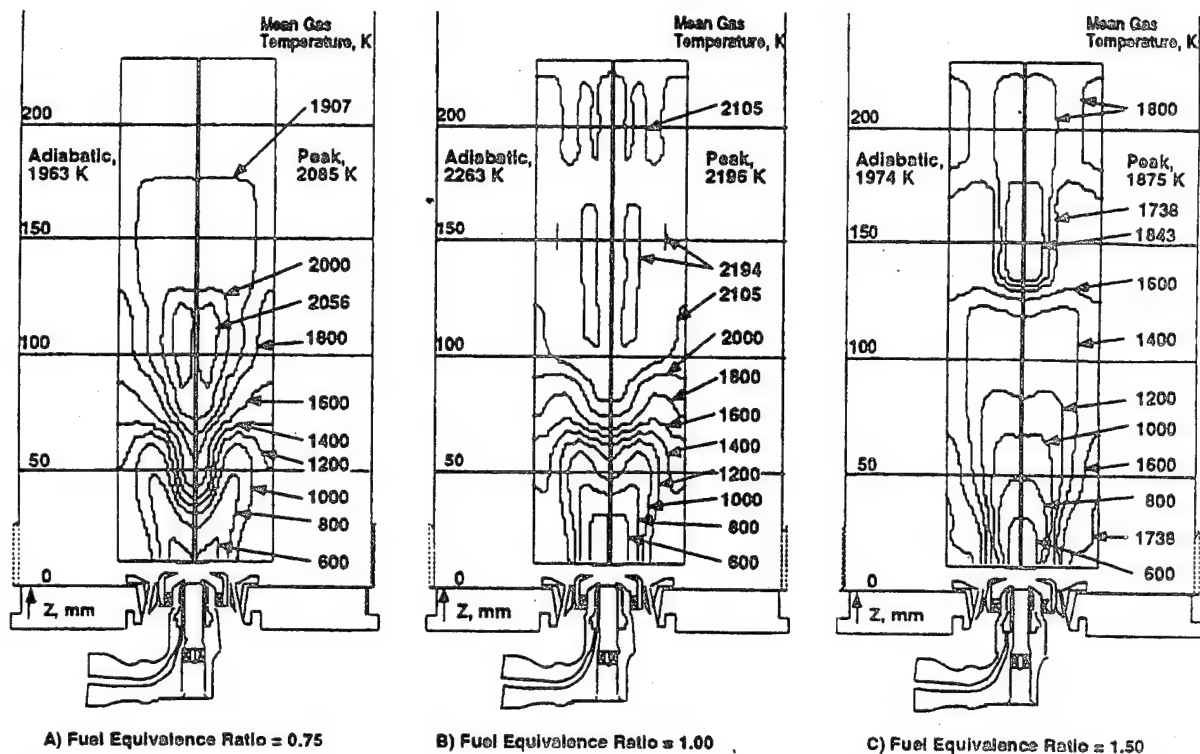 Mean Gas
Temperature, K
200
1907
Adiabatic,
1963 K
Peak,
2085 K
150
2000
2056
1800
100
1600
1400
1200
50
1000
800
600
0
Z, mm
A) Fuel Equivalence Ratio = 0.75
Mean Gas
Temperature, K
2105
200
Adiabatic,
2263 K
Peak,
2196 K
150
2194
2105
100
2000
1800
1600
1400
50
1200
1000
800
600
0
Z, mm
B) Fuel Equivalence Ratio = 1.00
Mean Gas
Temperature, K
1800
200
Adiabatic,
1974 K
Peak,
1875 K
1738
150
1843
1600
1400
100
1200
1000
1600
50
800
1738
600
0
Z, mm
C) Fuel Equivalence Ratio = 1.50